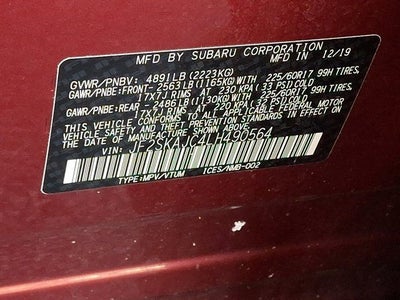 MFD BY SUBARU CORPORATION MFD.IN 12/19
GVWR/PNBV: 4891LB(2223KG)
GAWR/PNBE:FRONT- 2563LB(1165KG)WITH 225/60R17 99H TIRES
17X7J RIMS AT 230 KPA (33 PSI)COLD
GAWR/PNBE:REAR - 2486LB(1130KG)WITH 225/60R17 99H TIRES
17X7J RIMS AT 220 KPA (32 PSI)COLD
THIS VEHICLE CONFORMS TO ALL APPLICABLE FEDERAL MOTOR
VEHICLE SAFETY AND THEFT PREVENTION STANDARDS IN EFFECT ON
THE DATE OF MANUFACTURE SHOWN ABOVE.
VIN: JF2SKAJC4LH490564
TYPE:MPV/VTUM ICES/NMB-002